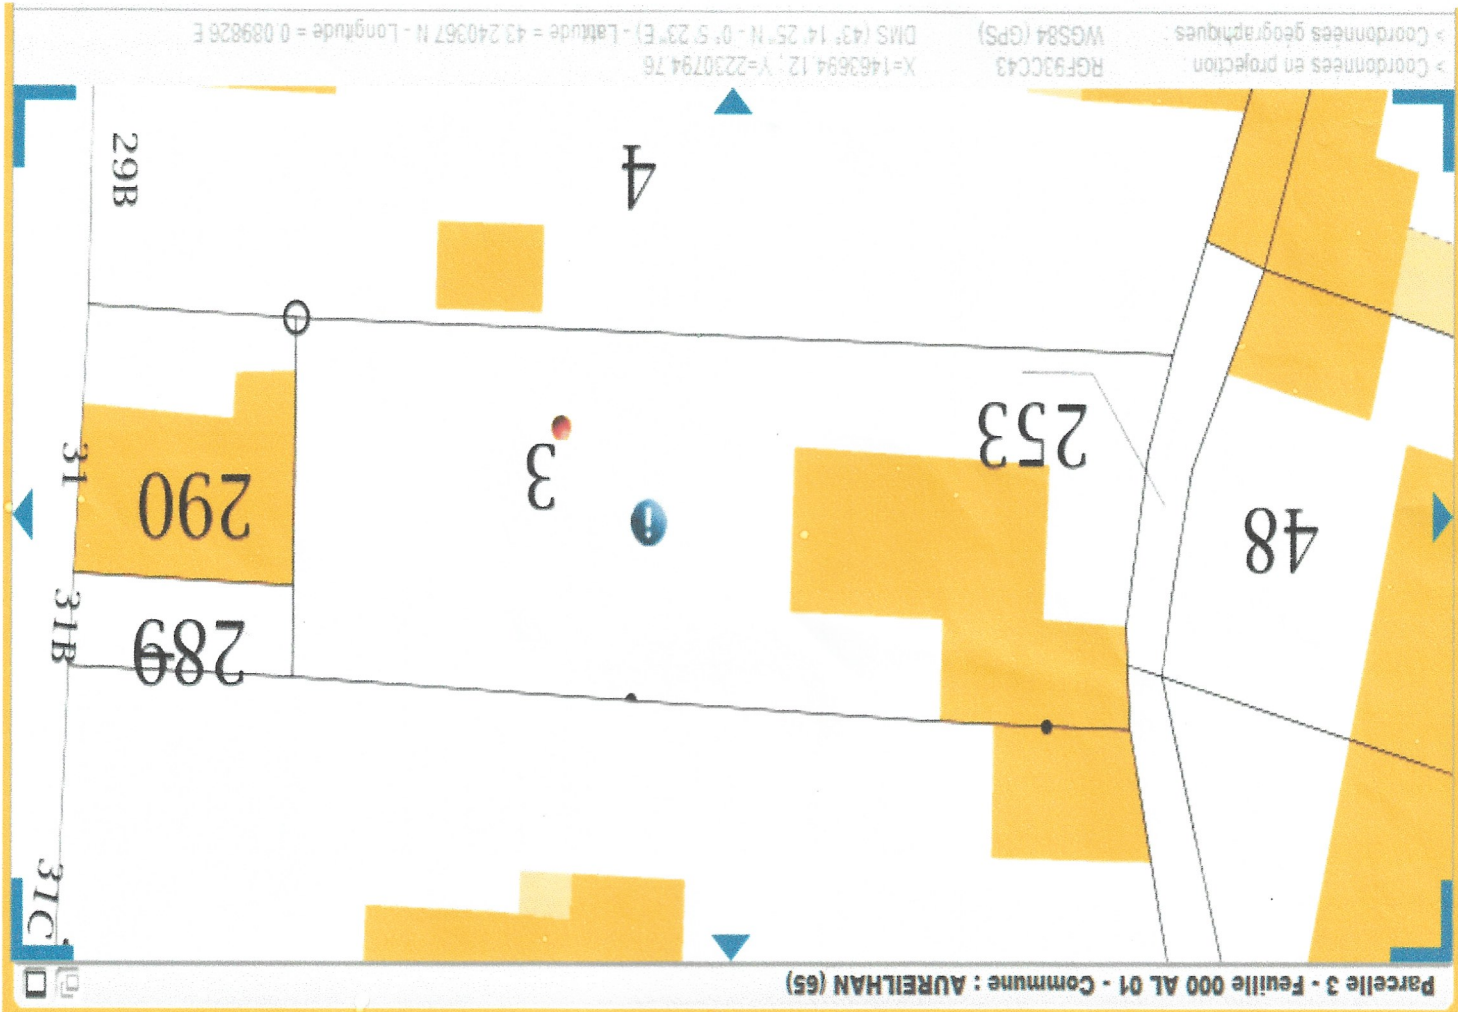 Parcelle 3 - Feuille 000 AL 01 - Commune : AUREILHAN (65)
31C
289
31B
48
290
3
31
253
4
29B
> Coordonnées en projection : RGF93CC43 X=1463694.12 ; Y=2230794.76
> Coordonnées géographiques : WGS84 (GPS) DMS (43° 14' 25" N - 0° 5' 23" E) - Latitude = 43.240367 N - Longitude = 0.089826 E